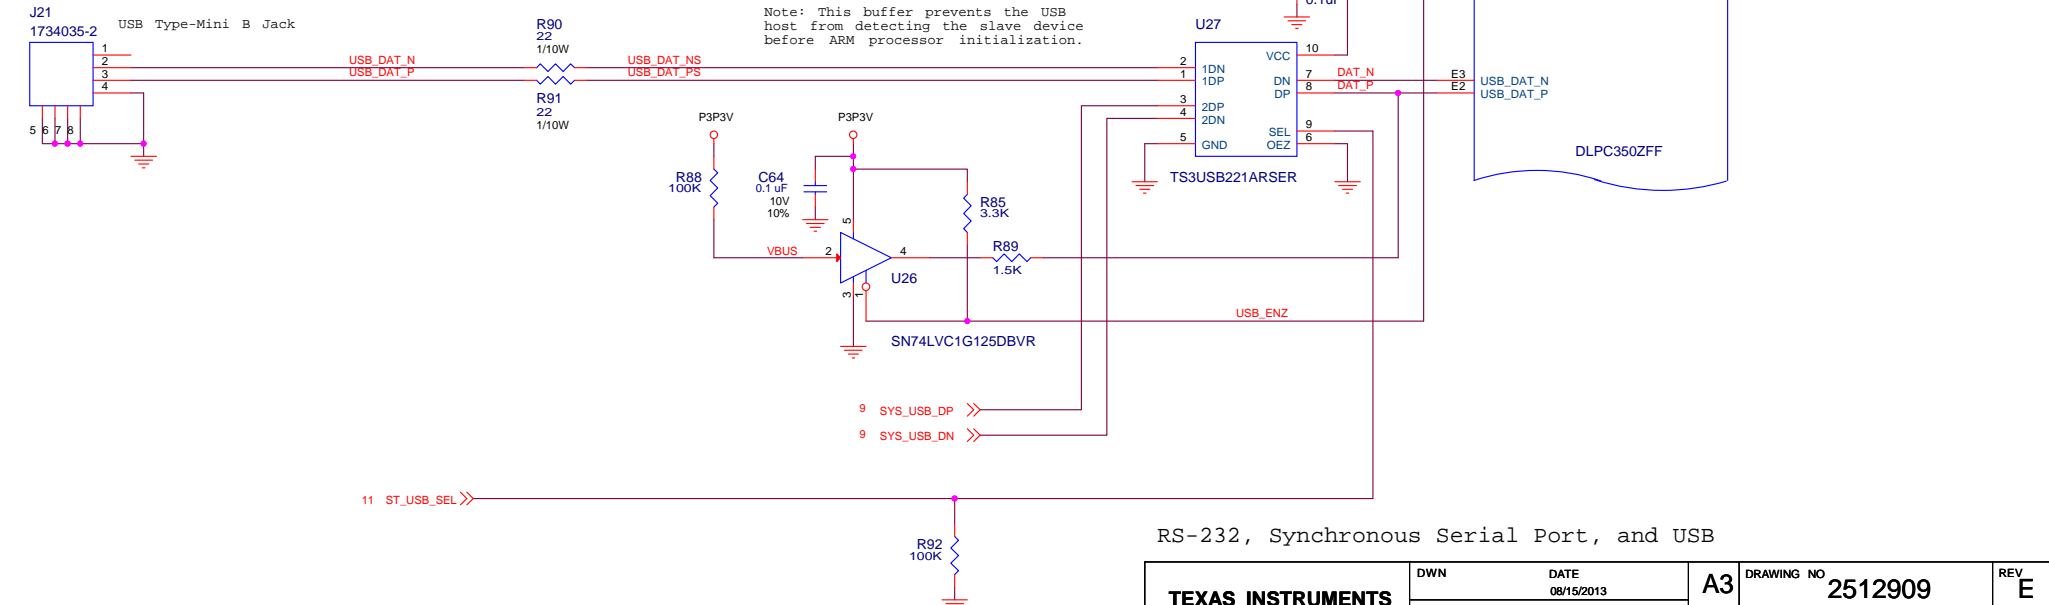 J21
1734035-2
USB Type-Mini B Jack
1
2
3
4
5 6 7 8
USB_DAT_N
USB_DAT_P
R90
22
1/10W
R91
22
1/10W
USB_DAT_NS
USB_DAT_PS
Note: This buffer prevents the USB
host from detecting the slave device
before ARM processor initialization.
U27
0.1uF
2 1DN
1 1DP
3 2DP
4 2DN
5 GND
VCC 10
DN 7
DP 8
SEL 9
OEZ 6
TS3USB221ARSER
DAT_N
DAT_P
E3 USB_DAT_N
E2 USB_DAT_P
DLPC350ZFF
P3P3V
P3P3V
R88
100K
C64
0.1 uF
10V
10%
R85
3.3K
VBUS
2
5
4
3
1
U26
R89
1.5K
USB_ENZ
SN74LVC1G125DBVR
9 SYS_USB_DP
9 SYS_USB_DN
11 ST_USB_SEL
R92
100K
RS-232, Synchronous Serial Port, and USB
TEXAS INSTRUMENTS
DWN
DATE
08/15/2013
A3
DRAWING NO
2512909
REV
E